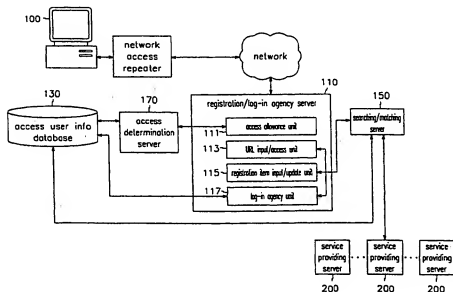 100
network
access
repeater
network
110
130
170
registration/log-in agency server
150
access user info
database
access
determination
server
access allowance unit
111
searching/matching
server
113
URL input/access unit
115
registration item input/update unit
117
log-in agency unit
service
providing
server
service
providing
server
service
providing
server
200
200
200